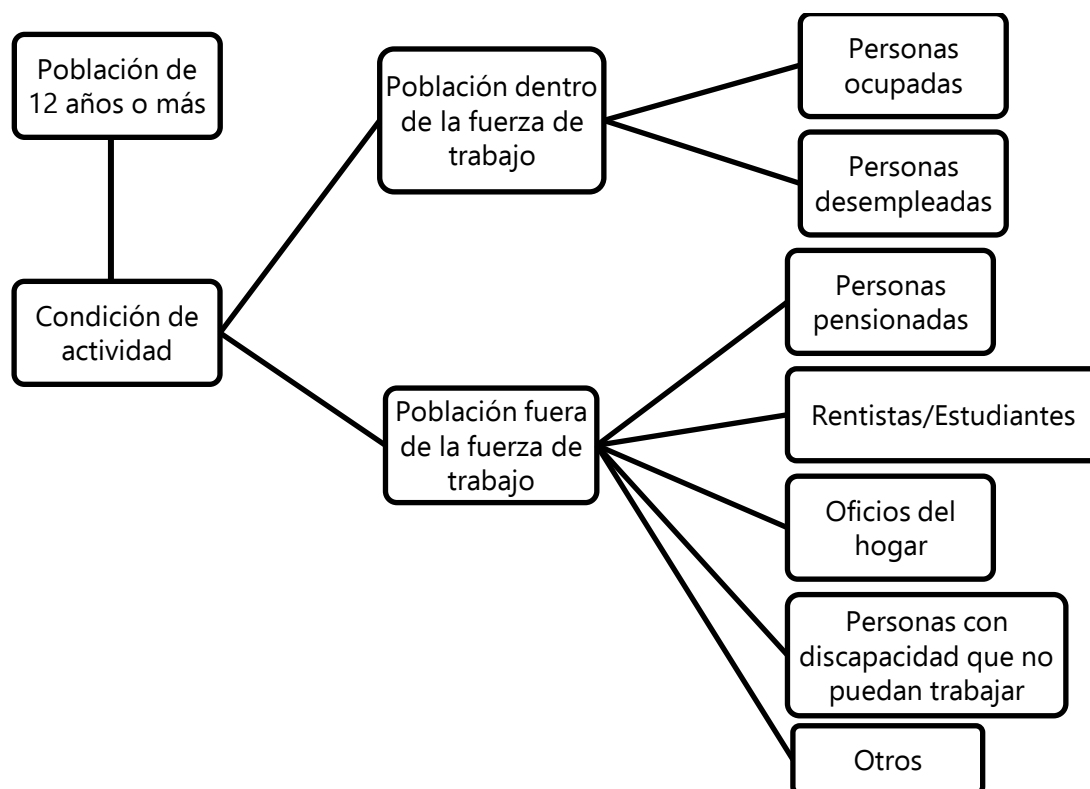 Población de
12 años o más
Condición de
actividad
Población dentro
de la fuerza de
trabajo
Personas
ocupadas
Personas
desempleadas
Población fuera
de la fuerza de
trabajo
Personas
pensionadas
Rentistas/Estudiantes
Oficios del
hogar
Personas con
discapacidad que no
puedan trabajar
Otros